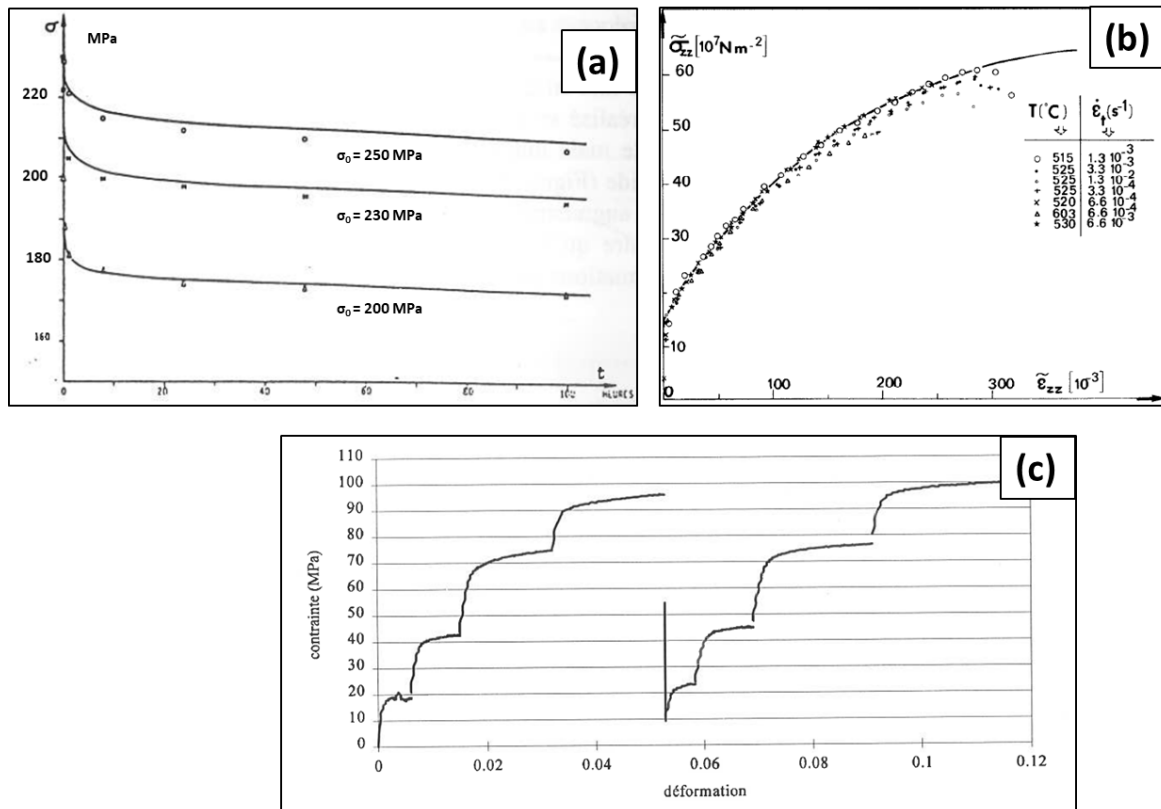 (a)
σ
MPa
220
200
180
160
σ₀ = 250 MPa
σ₀ = 230 MPa
σ₀ = 200 MPa
0 20 40 60 80 100
t
HEURES
(b)
σ̃zz [10⁷ N m⁻²]
60
50
40
30
20
10
0
100 200 300
ε̃zz [10⁻³]
T (°C) ε̇t (s⁻¹)
515 1.3 10⁻³
525 3.3 10⁻³
525 1.3 10⁻²
525 3.3 10⁻⁴
520 6.6 10⁻⁴
603 6.6 10⁻⁴
530 6.6 10⁻³
(c)
contrainte (MPa)
110
100
90
80
70
60
50
40
30
20
10
0
0 0.02 0.04 0.06 0.08 0.1 0.12
déformation